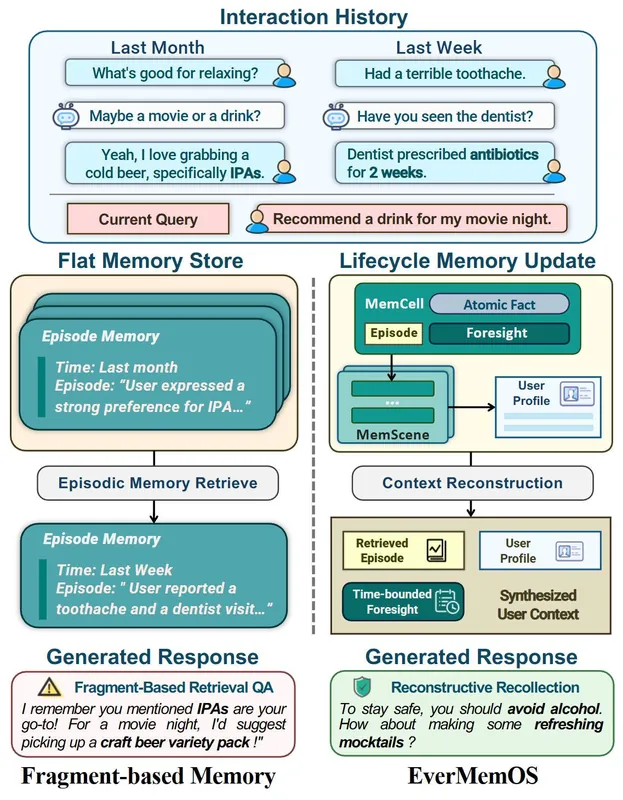 Interaction History
Last Month
What's good for relaxing?
Maybe a movie or a drink?
Yeah, I love grabbing a
cold beer, specifically IPAs.
Last Week
Had a terrible toothache.
Have you seen the dentist?
Dentist prescribed antibiotics
for 2 weeks.
Current Query
Recommend a drink for my movie night.
Flat Memory Store
Episode Memory
Time: Last month
Episode: “User expressed a
strong preference for IPA…”
Episodic Memory Retrieve
Episode Memory
Time: Last Week
Episode: " User reported a
toothache and a dentist visit…”
Generated Response
Fragment-Based Retrieval QA
I remember you mentioned IPAs are your
go-to! For a movie night, I'd suggest
picking up a craft beer variety pack !"
Fragment-based Memory
Lifecycle Memory Update
MemCell
Atomic Fact
Episode
Foresight
...
MemScene
User
Profile
Context Reconstruction
Retrieved
Episode
User
Profile
Time-bounded
Foresight
Synthesized
User Context
Generated Response
Reconstructive Recollection
To stay safe, you should avoid alcohol.
How about making some refreshing
mocktails ?
EverMemOS